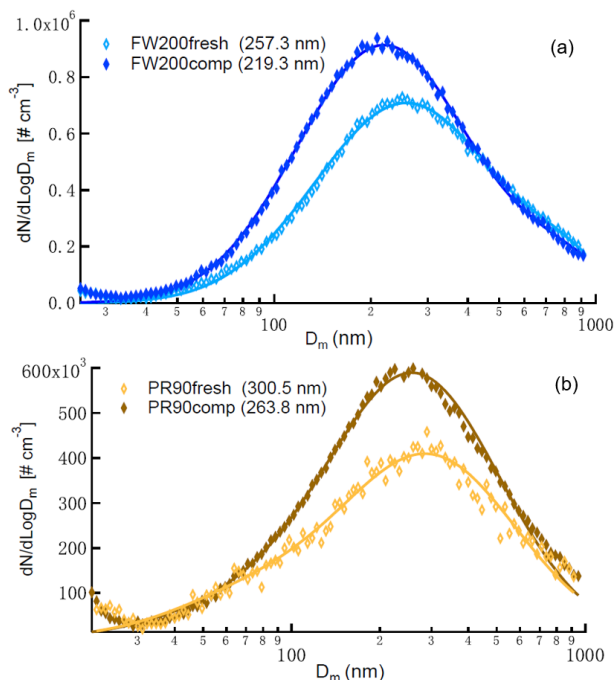 1.0x10⁶
(a)
FW200fresh (257.3 nm)
FW200comp (219.3 nm)
0.8
0.6
0.4
0.2
0.0
dN/dLogDₘ [# cm⁻³]
3 4 5 6 7 8 9 100 2 3 4 5 6 7 8 9 1000
Dₘ (nm)
600x10³
(b)
PR90fresh (300.5 nm)
PR90comp (263.8 nm)
500
400
300
200
100
dN/dLogDₘ [# cm⁻³]
3 4 5 6 7 8 9 100 2 3 4 5 6 7 8 9 1000
Dₘ (nm)